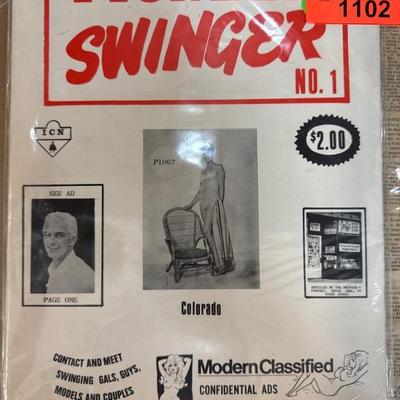 1102
SWINGER
NO. 1
ICN
P1067
$2.00
SEE AD
PAGE ONE
Colorado
CONTACT AND MEET
SWINGING GALS, GUYS,
MODELS AND COUPLES
Modern Classified
CONFIDENTIAL ADS